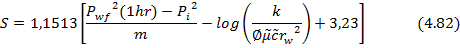 S = 1,1513 [ (P_wf²(1hr) − P_i²) / m − log( k / (Ø μ̃ c̃ r_w²) ) + 3,23 ]  (4.82)